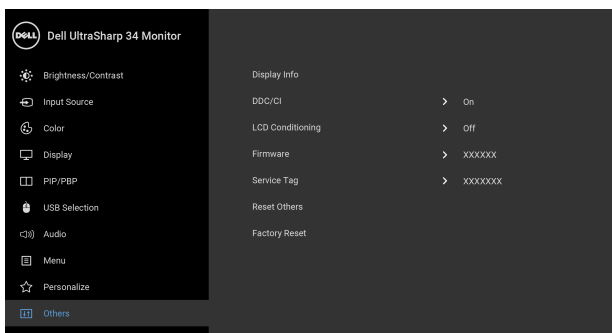 DELL Dell UltraSharp 34 Monitor
Brightness/Contrast
Input Source
Color
Display
PIP/PBP
USB Selection
Audio
Menu
Personalize
Others
Display Info
DDC/CI > On
LCD Conditioning > Off
Firmware > XXXXXX
Service Tag > XXXXXXX
Reset Others
Factory Reset